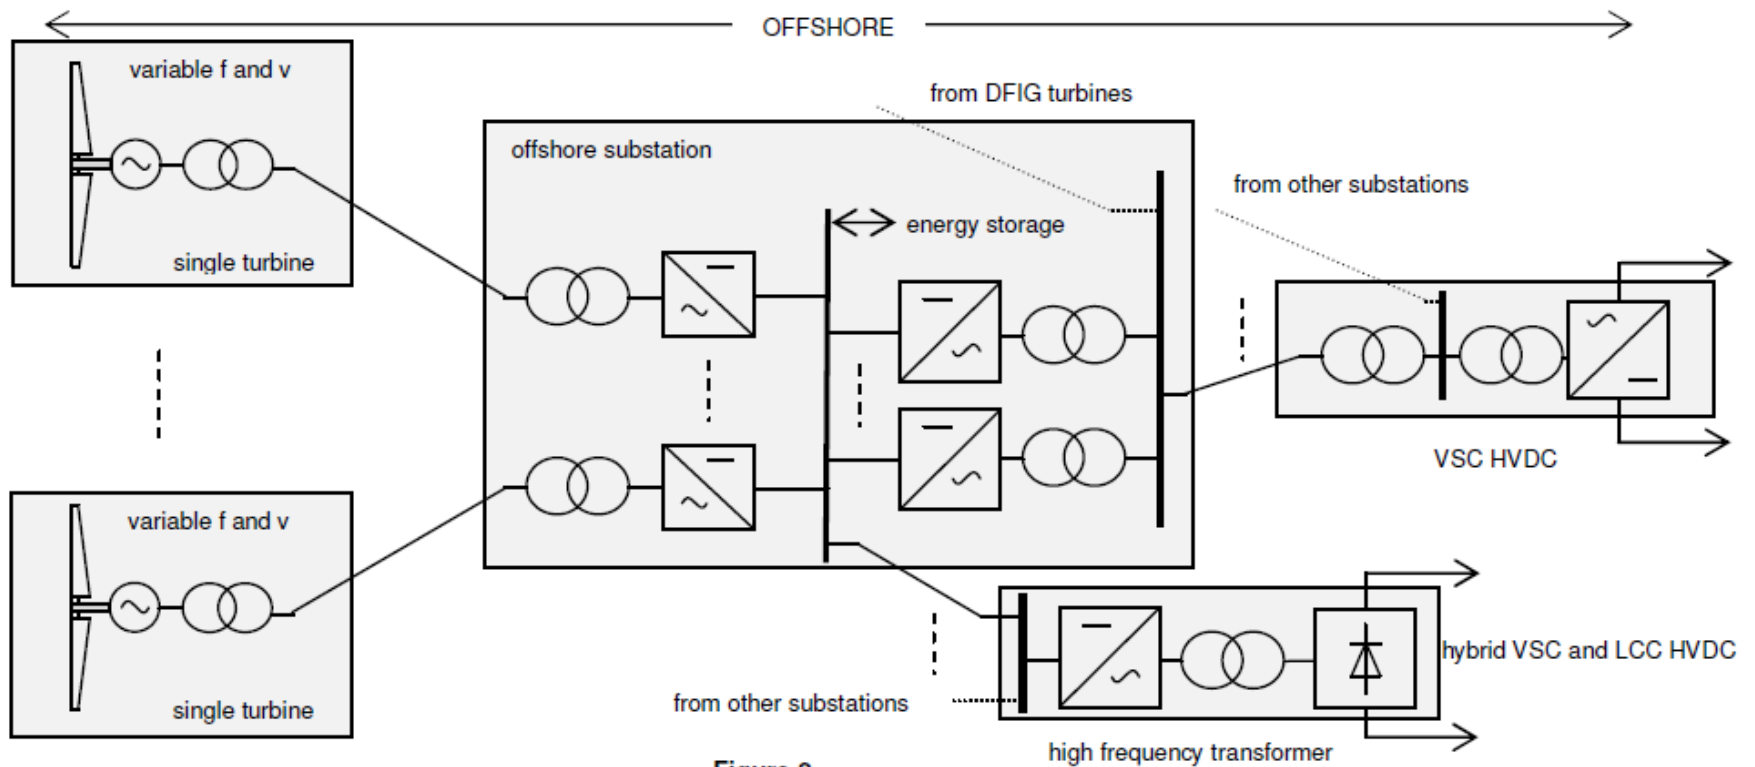 OFFSHORE
variable f and v
single turbine
from DFIG turbines
offshore substation
energy storage
from other substations
VSC HVDC
variable f and v
single turbine
hybrid VSC and LCC HVDC
from other substations
high frequency transformer